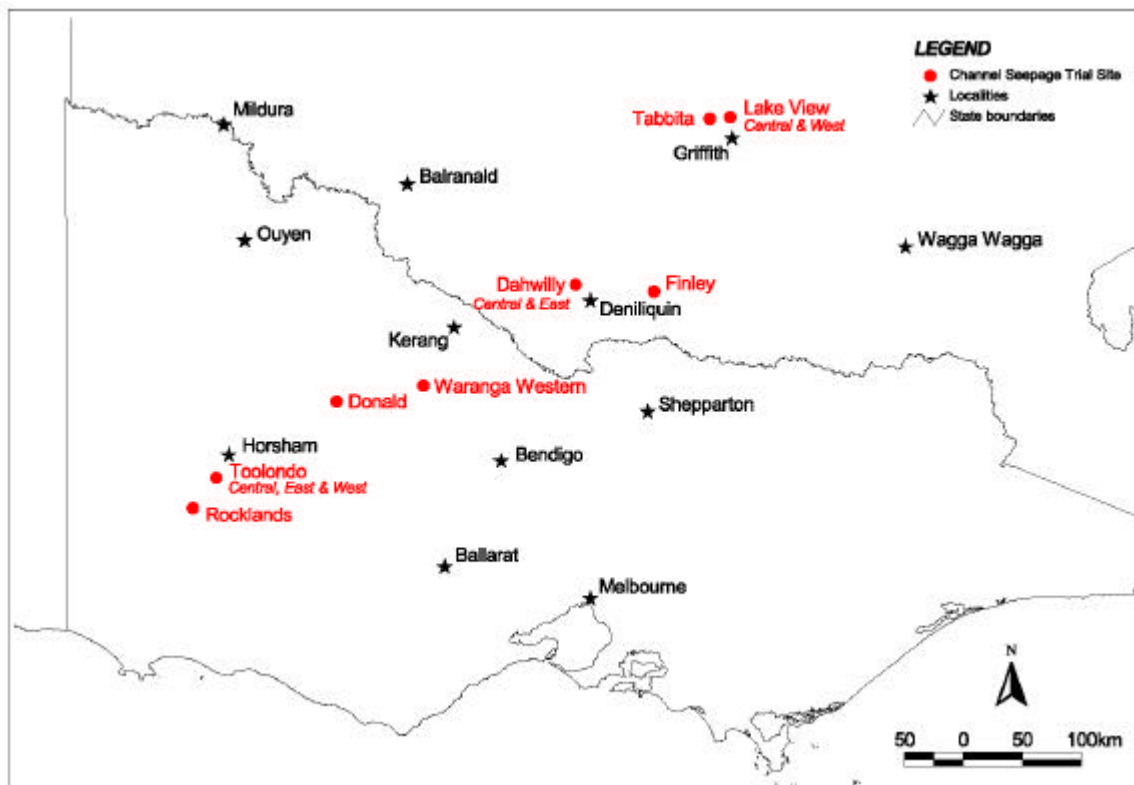 LEGEND
Channel Seepage Trial Site
Localities
State boundaries
Mildura
Tabbita
Lake View
Central & West
Griffith
Balranald
Ouyen
Wagga Wagga
Dahwilly
Central & East
Finley
Deniliquin
Kerang
Waranga Western
Donald
Shepparton
Horsham
Bendigo
Toolondo
Central, East & West
Rocklands
Ballarat
Melbourne
N
50 0 50 100km